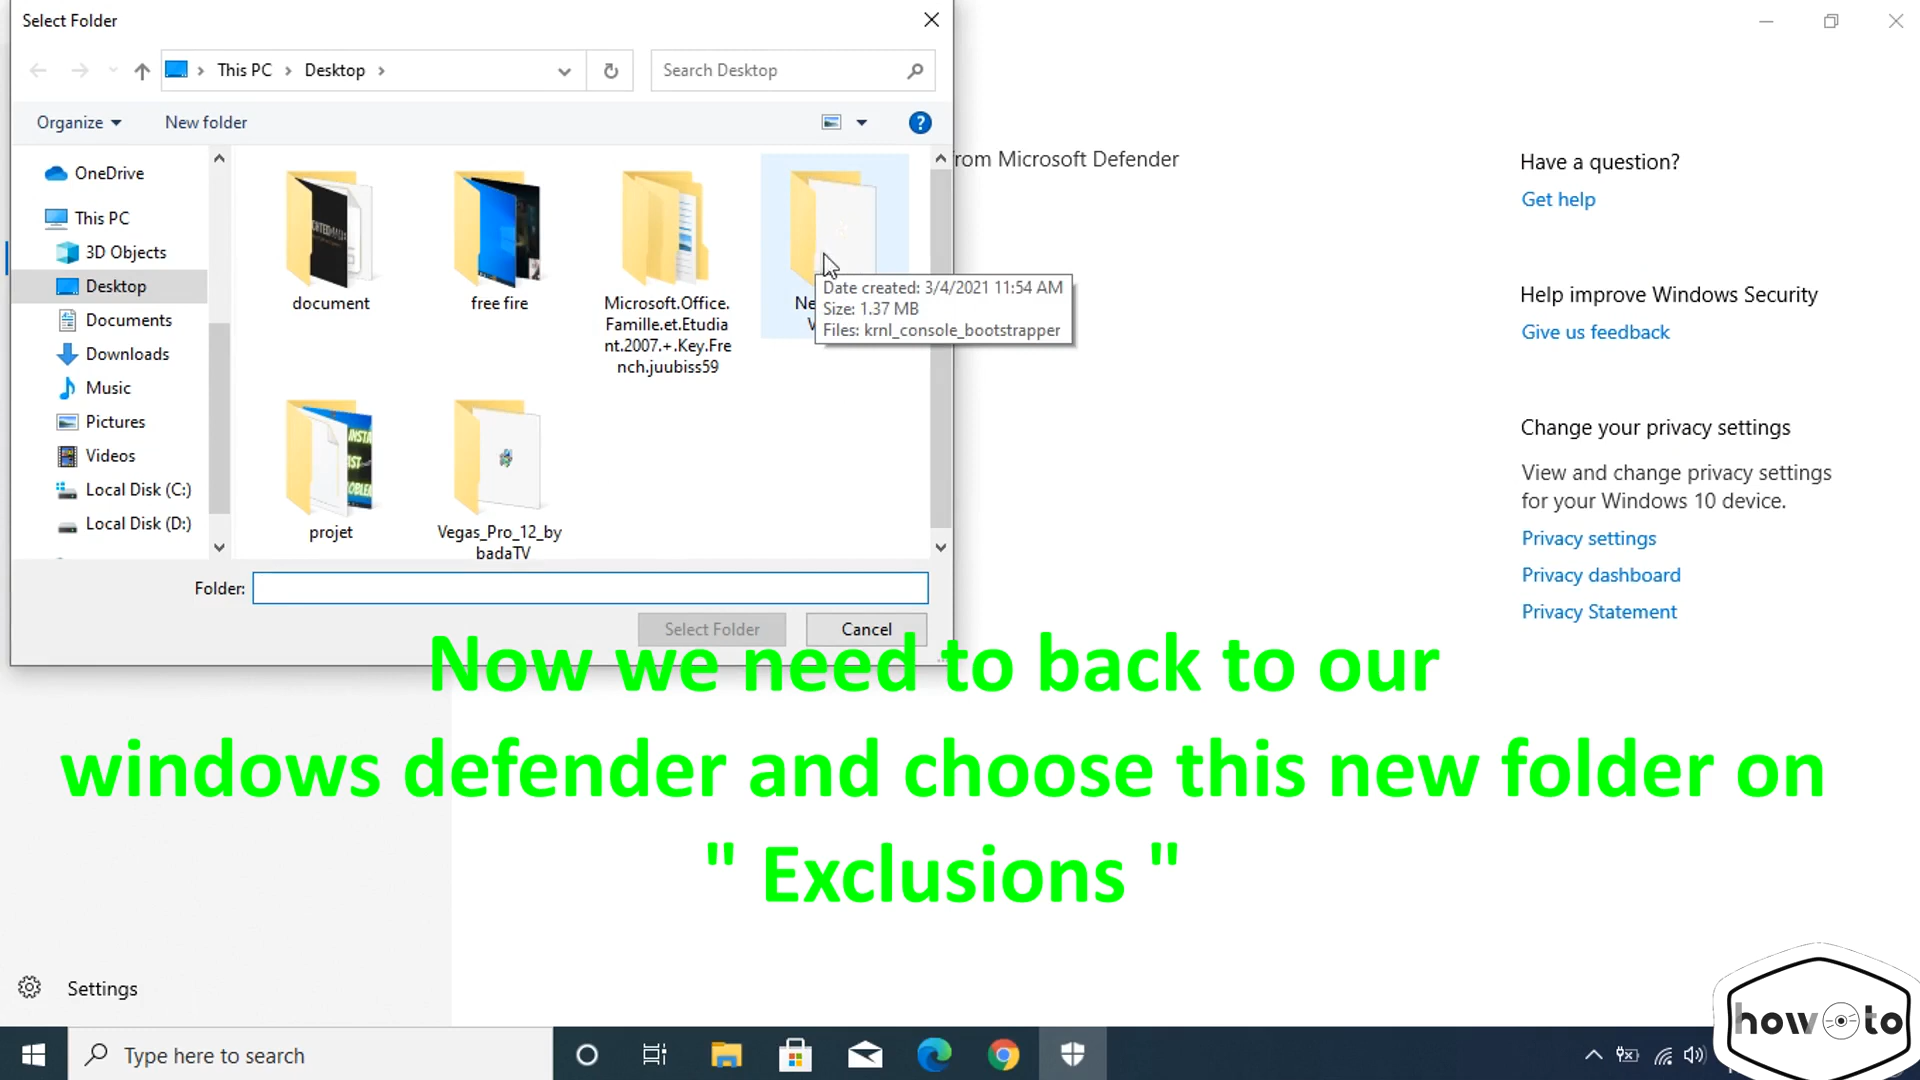 Select Folder
This PC
Desktop
Search Desktop
Organize
New folder
OneDrive
This PC
3D Objects
Desktop
Documents
Downloads
Music
Pictures
Videos
Local Disk (C:)
Local Disk (D:)
document
free fire
Microsoft.Office.
Famille.et.Etudia
nt.2007.+.Key.Fre
nch.juubiss59
Ne
Date created: 3/4/2021 11:54 AM
Size: 1.37 MB
Files: krnl_console_bootstrapper
projet
Vegas_Pro_12_by
badaTV
Folder:
Select Folder
Cancel
from Microsoft Defender
Have a question?
Get help
Help improve Windows Security
Give us feedback
Change your privacy settings
View and change privacy settings
for your Windows 10 device.
Privacy settings
Privacy dashboard
Privacy Statement
Now we need to back to our
windows defender and choose this new folder on
" Exclusions "
Settings
Type here to search
how to